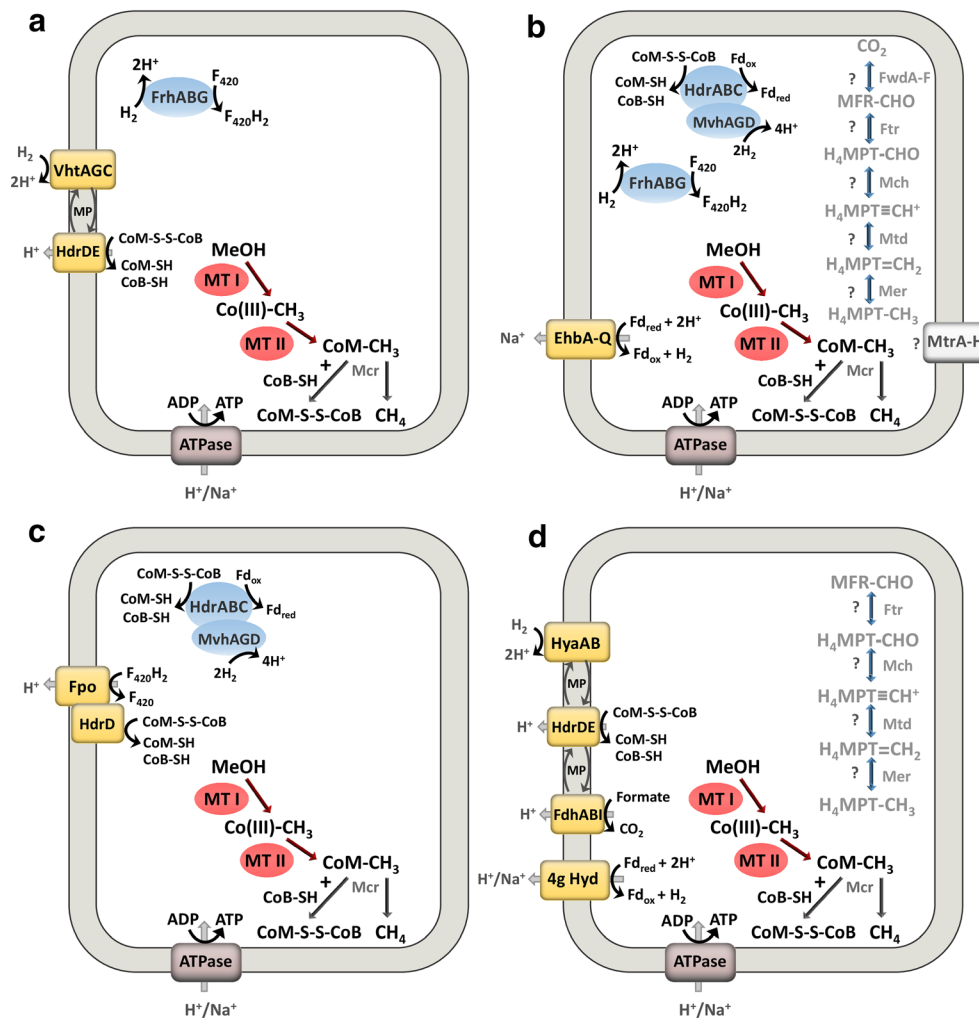 a
2H⁺
F₄₂₀
FrhABG
H₂
F₄₂₀H₂
H₂
VhtAGC
2H⁺
MP
H⁺
HdrDE
CoM-S-S-CoB
CoM-SH
CoB-SH
MeOH
MT I
Co(III)–CH₃
MT II
CoM–CH₃
+
CoB-SH
Mcr
ADP
ATP
CoM-S-S-CoB
CH₄
ATPase
H⁺/Na⁺
b
CoM-S-S-CoB
Fdox
CoM-SH
CoB-SH
HdrABC
Fdred
MvhAGD
4H⁺
2H₂
2H⁺
F₄₂₀
FrhABG
H₂
F₄₂₀H₂
CO₂
?
FwdA-F
MFR-CHO
?
Ftr
H₄MPT-CHO
?
Mch
H₄MPT≡CH⁺
?
Mtd
H₄MPT=CH₂
?
Mer
H₄MPT-CH₃
?
MtrA-H
Na⁺
EhbA-Q
Fdred + 2H⁺
Fdox + H₂
MeOH
MT I
Co(III)–CH₃
MT II
CoM–CH₃
+
CoB-SH
Mcr
ADP
ATP
CoM-S-S-CoB
CH₄
ATPase
H⁺/Na⁺
c
CoM-S-S-CoB
Fdox
CoM-SH
CoB-SH
HdrABC
Fdred
MvhAGD
4H⁺
2H₂
H⁺
Fpo
F₄₂₀H₂
F₄₂₀
HdrD
CoM-S-S-CoB
CoM-SH
CoB-SH
MeOH
MT I
Co(III)–CH₃
MT II
CoM–CH₃
+
CoB-SH
Mcr
ADP
ATP
CoM-S-S-CoB
CH₄
ATPase
H⁺/Na⁺
d
H₂
HyaAB
2H⁺
MP
H⁺
HdrDE
CoM-S-S-CoB
CoM-SH
CoB-SH
MP
H⁺
FdhABI
Formate
CO₂
H⁺/Na⁺
4g Hyd
Fdred + 2H⁺
Fdox + H₂
MFR-CHO
?
Ftr
H₄MPT-CHO
?
Mch
H₄MPT≡CH⁺
?
Mtd
H₄MPT=CH₂
?
Mer
H₄MPT-CH₃
MeOH
MT I
Co(III)–CH₃
MT II
CoM–CH₃
+
CoB-SH
Mcr
ADP
ATP
CoM-S-S-CoB
CH₄
ATPase
H⁺/Na⁺